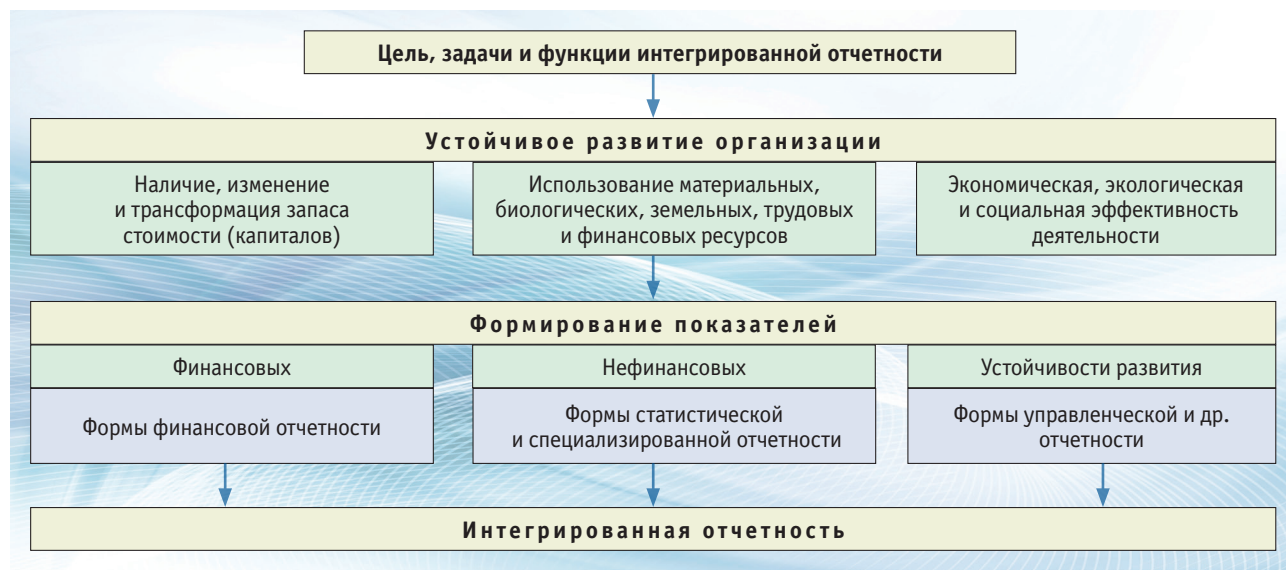 Цель, задачи и функции интегрированной отчетности
Устойчивое развитие организации
Наличие, изменение
и трансформация запаса
стоимости (капиталов)
Использование материальных,
биологических, земельных, трудовых
и финансовых ресурсов
Экономическая, экологическая
и социальная эффективность
деятельности
Формирование показателей
Финансовых
Нефинансовых
Устойчивости развития
Формы финансовой отчетности
Формы статистической
и специализированной отчетности
Формы управленческой и др.
отчетности
Интегрированная отчетность